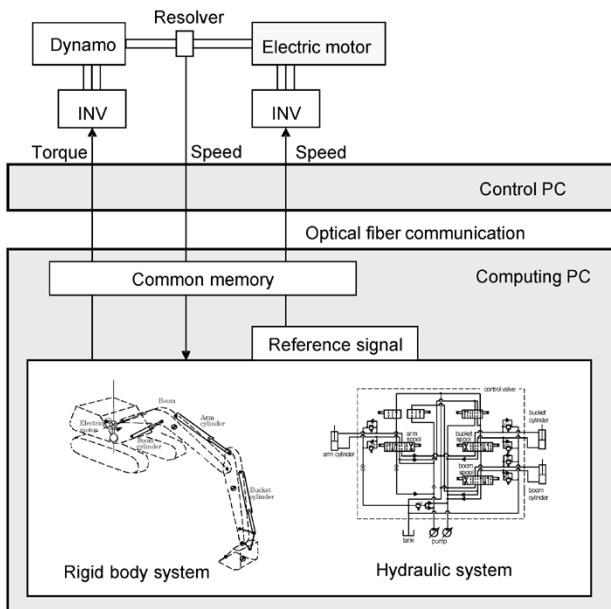 Resolver
Dynamo
Electric motor
INV
INV
Torque
Speed
Speed
Control PC
Optical fiber communication
Common memory
Computing PC
Reference signal
Boom
Electric
motor
Arm
cylinder
Boom
cylinder
Bucket
cylinder
control valve
bucket
cylinder
arm
spool
bucket
spool
arm cylinder
boom
spool
boom
cylinder
tank
pump
Rigid body system
Hydraulic system